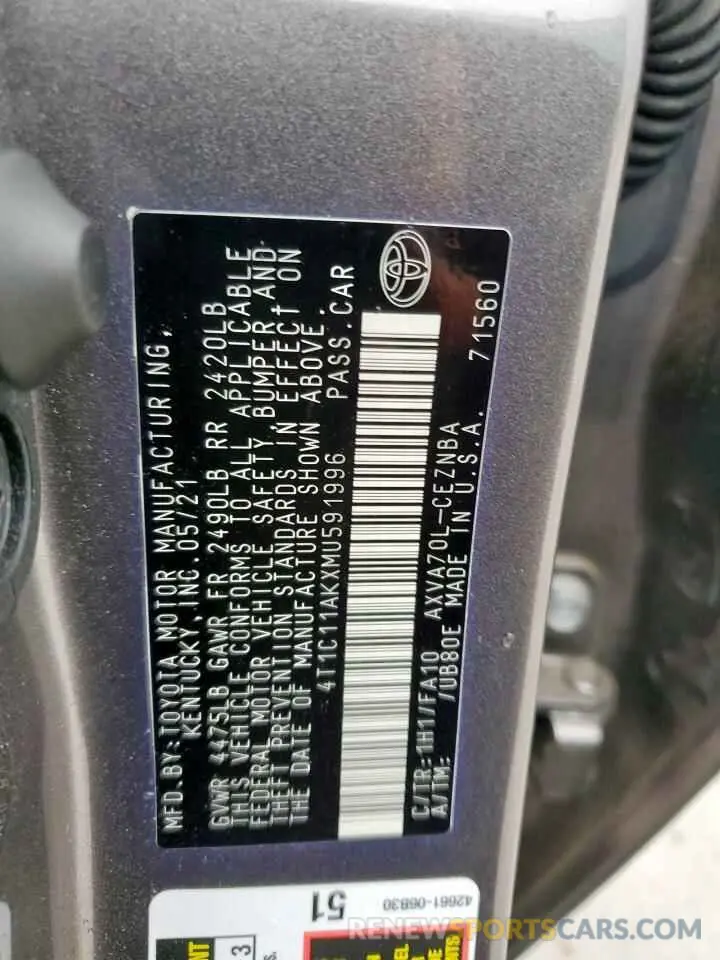 MFD.BY:TOYOTA MOTOR MANUFACTURING,
KENTUCKY,INC.05/21
GVWR 4475LB GAWR FR 2490LB RR 2420LB
THIS VEHICLE CONFORMS TO ALL APPLICABLE
FEDERAL MOTOR VEHICLE SAFETY, BUMPER,AND
THEFT PREVENTION STANDARDS IN EFFECT ON
THE DATE OF MANUFACTURE SHOWN ABOVE.
4T1C11AKXMU591996 PASS.CAR
C/TR:1H1/FA10 AXVA70L-CEZNBA
A/TM: /UB80E MADE IN U.S.A. 71560
51
42661-06B30
3
RENEWSPORTSCARS.COM